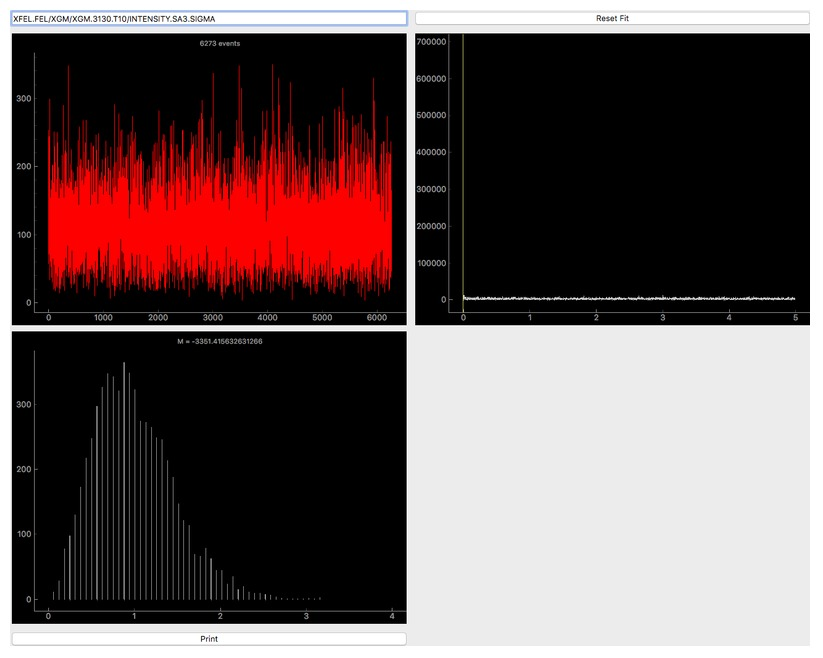 XFEL.FEL/XGM/XGM.3130.T10/INTENSITY.SA3.SIGMA
Reset Fit
6273 events
300
200
100
0
0 1000 2000 3000 4000 5000 6000
700000
600000
500000
400000
300000
200000
100000
0
0 1 2 3 4 5
M = -3351.415632631266
300
200
100
0
0 1 2 3 4
Print